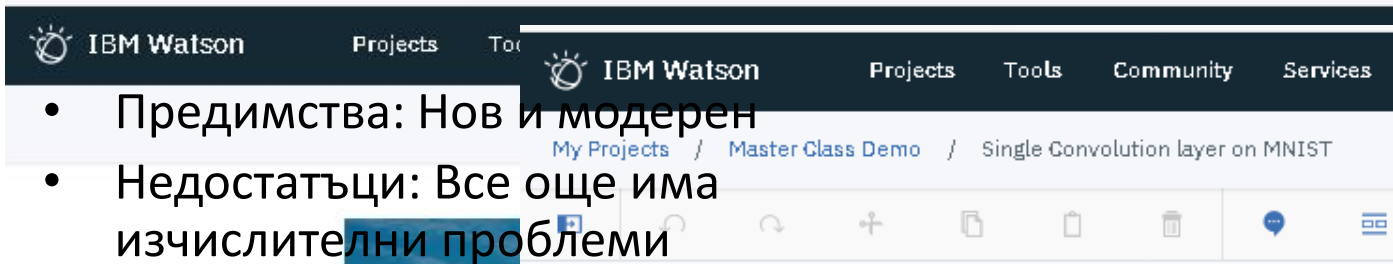 IBM Watson Projects
IBM Watson Projects Tools Community Services
• Предимства: Нов и модерен
My Projects / Master Class Demo / Single Convolution layer on MNIST
• Недостатъци: Все още има
изчислителни проблеми